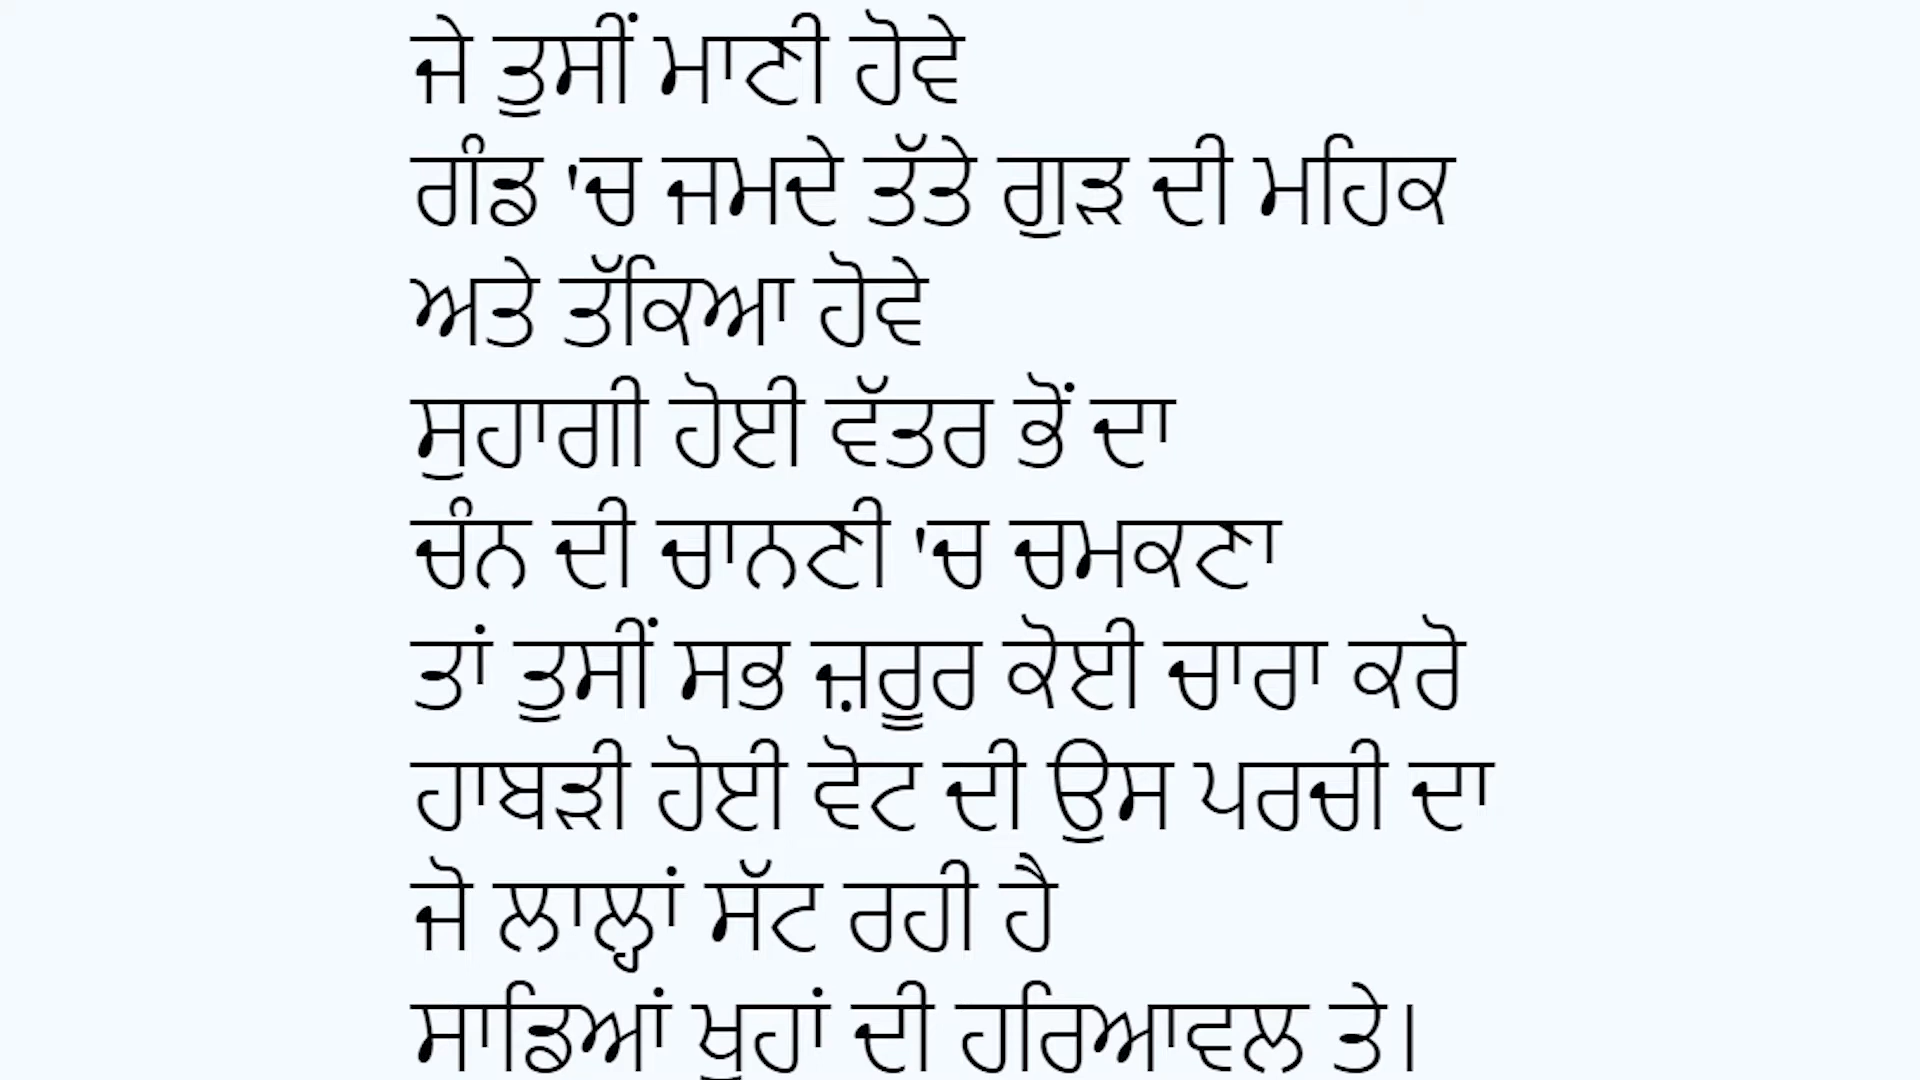 ਜੇ ਤੁਸੀਂ ਮਾਣੀ ਹੋਵੇ
ਗੰਡ 'ਚ ਜਮਦੇ ਤੱਤੇ ਗੁੜ ਦੀ ਮਹਿਕ
ਅਤੇ ਤੱਕਿਆ ਹੋਵੇ
ਸੁਹਾਗੀ ਹੋਈ ਵੱਤਰ ਭੋਂ ਦਾ
ਚੰਨ ਦੀ ਚਾਨਣੀ 'ਚ ਚਮਕਣਾ
ਤਾਂ ਤੁਸੀਂ ਸਭ ਜ਼ਰੂਰ ਕੋਈ ਚਾਰਾ ਕਰੋ
ਹਾਬੜੀ ਹੋਈ ਵੋਟ ਦੀ ਉਸ ਪਰਚੀ ਦਾ
ਜੋ ਲਾਲ੍ਹਾਂ ਸੱਟ ਰਹੀ ਹੈ
ਸਾਡਿਆਂ ਖੂਹਾਂ ਦੀ ਹਰਿਆਵਲ ਤੇ।